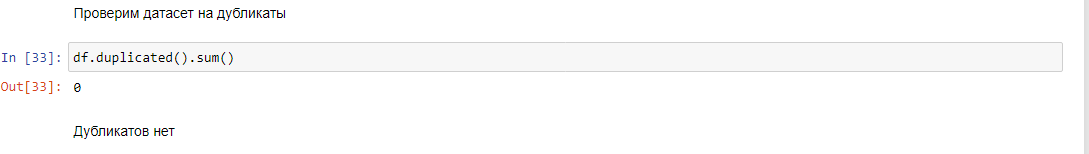 Проверим датасет на дубликаты
In [33]: df.duplicated().sum()
Out[33]: 0
Дубликатов нет